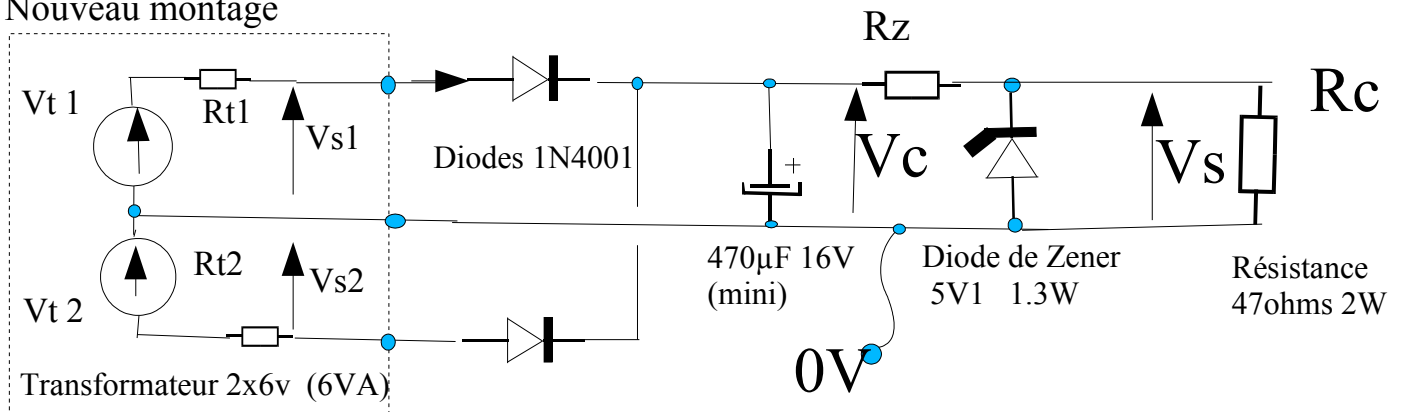 Nouveau montage
Rz
Vt 1
Rt1
Vs1
Diodes 1N4001
+
Vc
Vs
Rc
Rt2
Vs2
Vt 2
470µF 16V
(mini)
Diode de Zener
5V1 1.3W
Résistance
47ohms 2W
0V
Transformateur 2x6v (6VA)